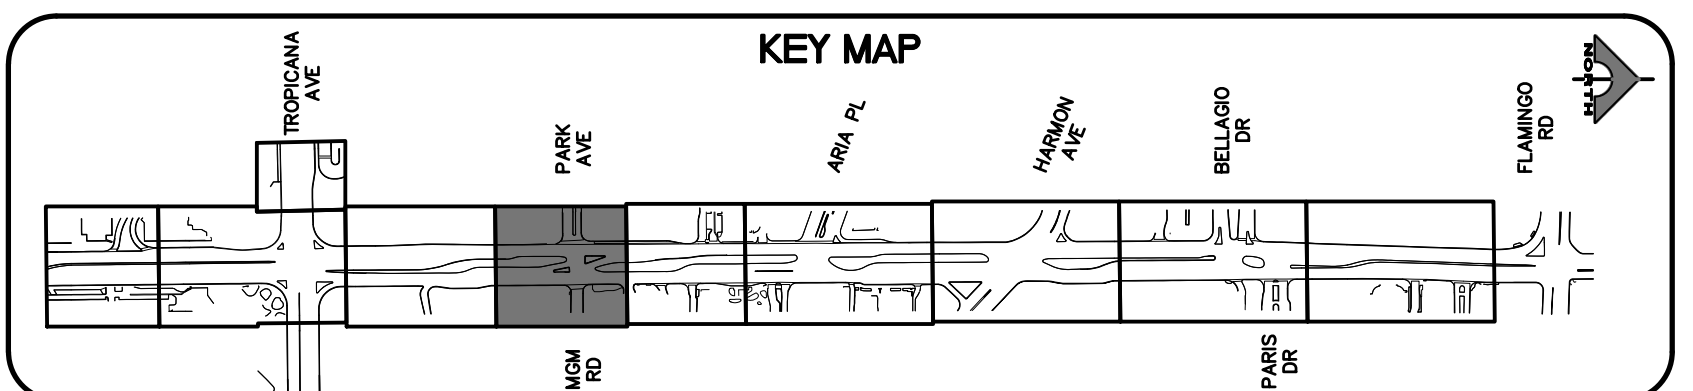 KEY MAP
NORTH
TROPICANA
AVE
PARK
AVE
ARIA PL
HARMON
AVE
BELLAGIO
DR
FLAMINGO
RD
MGM
RD
PARIS
DR